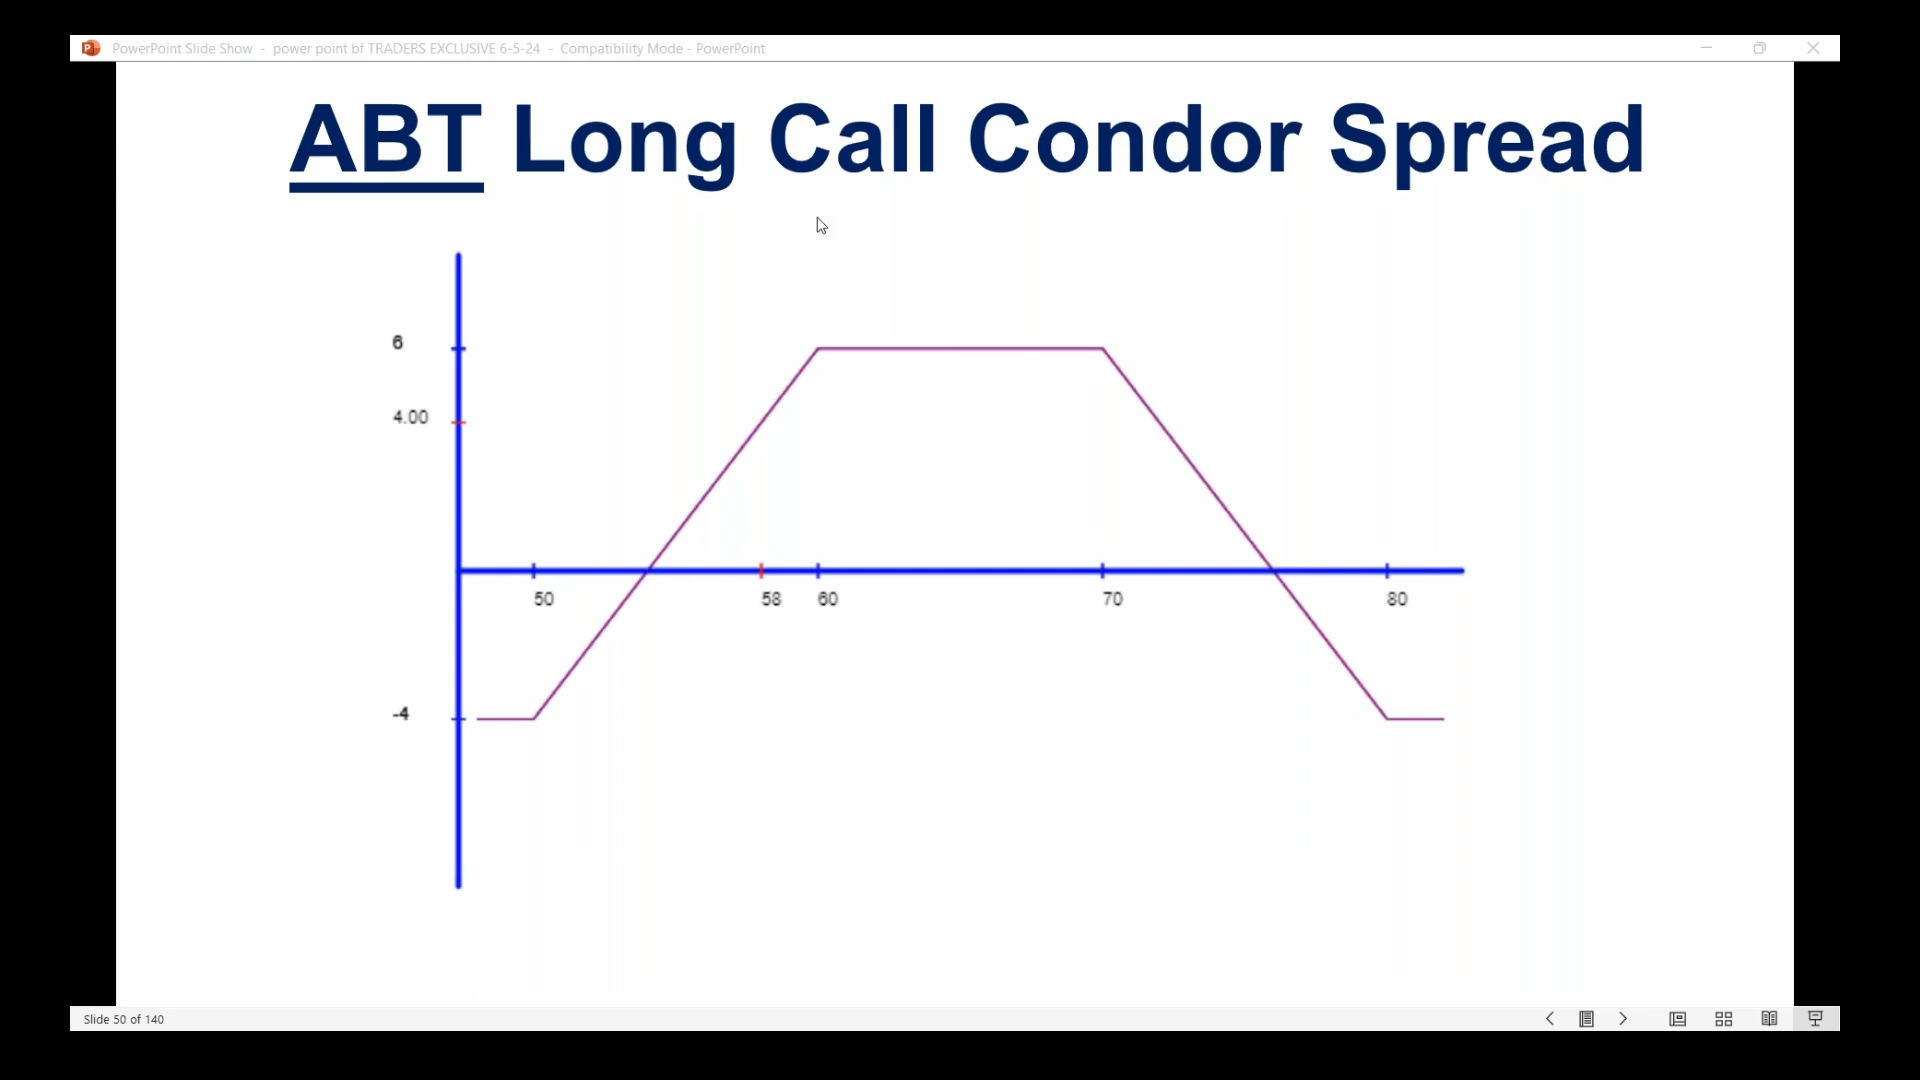 PowerPoint Slide Show - power point bf TRADERS EXCLUSIVE 6-5-24 - Compatibility Mode - PowerPoint
ABT Long Call Condor Spread
6
4.00
50 58 60 70 80
-4
Slide 50 of 140